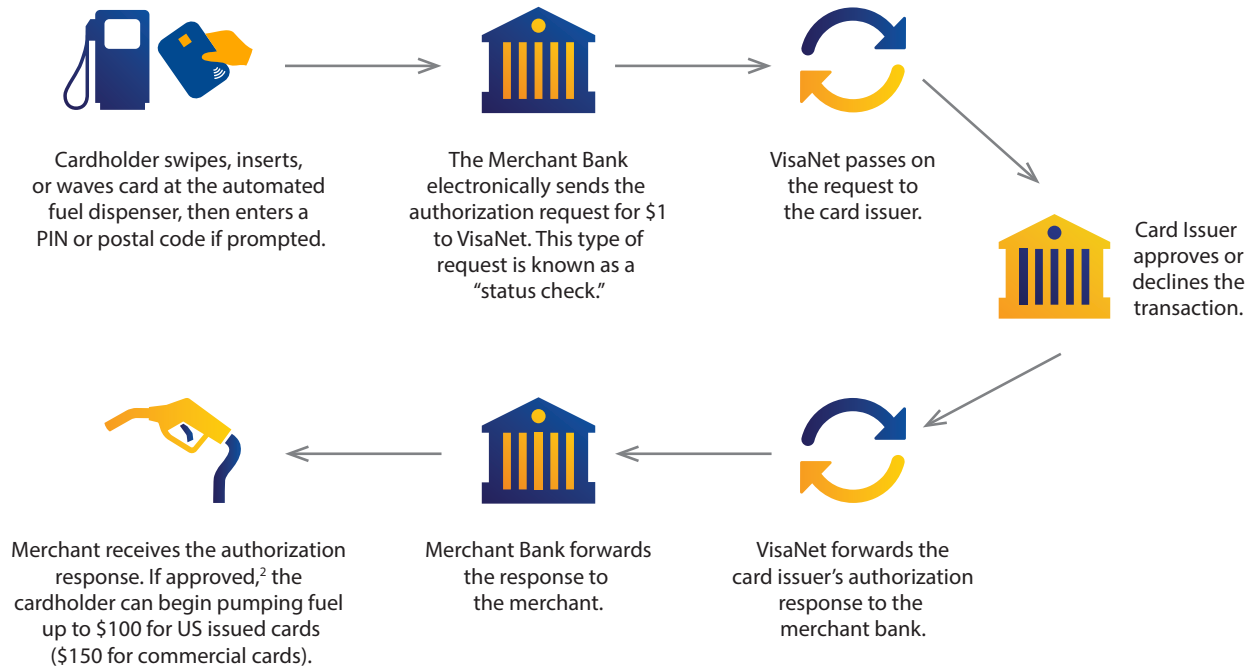 Cardholder swipes, inserts,
or waves card at the automated
fuel dispenser, then enters a
PIN or postal code if prompted.
The Merchant Bank
electronically sends the
authorization request for $1
to VisaNet. This type of
request is known as a
“status check.”
VisaNet passes on
the request to
the card issuer.
Card Issuer
approves or
declines the
transaction.
VisaNet forwards the
card issuer’s authorization
response to the
merchant bank.
Merchant Bank forwards
the response to
the merchant.
Merchant receives the authorization
response. If approved,² the
cardholder can begin pumping fuel
up to $100 for US issued cards
($150 for commercial cards).